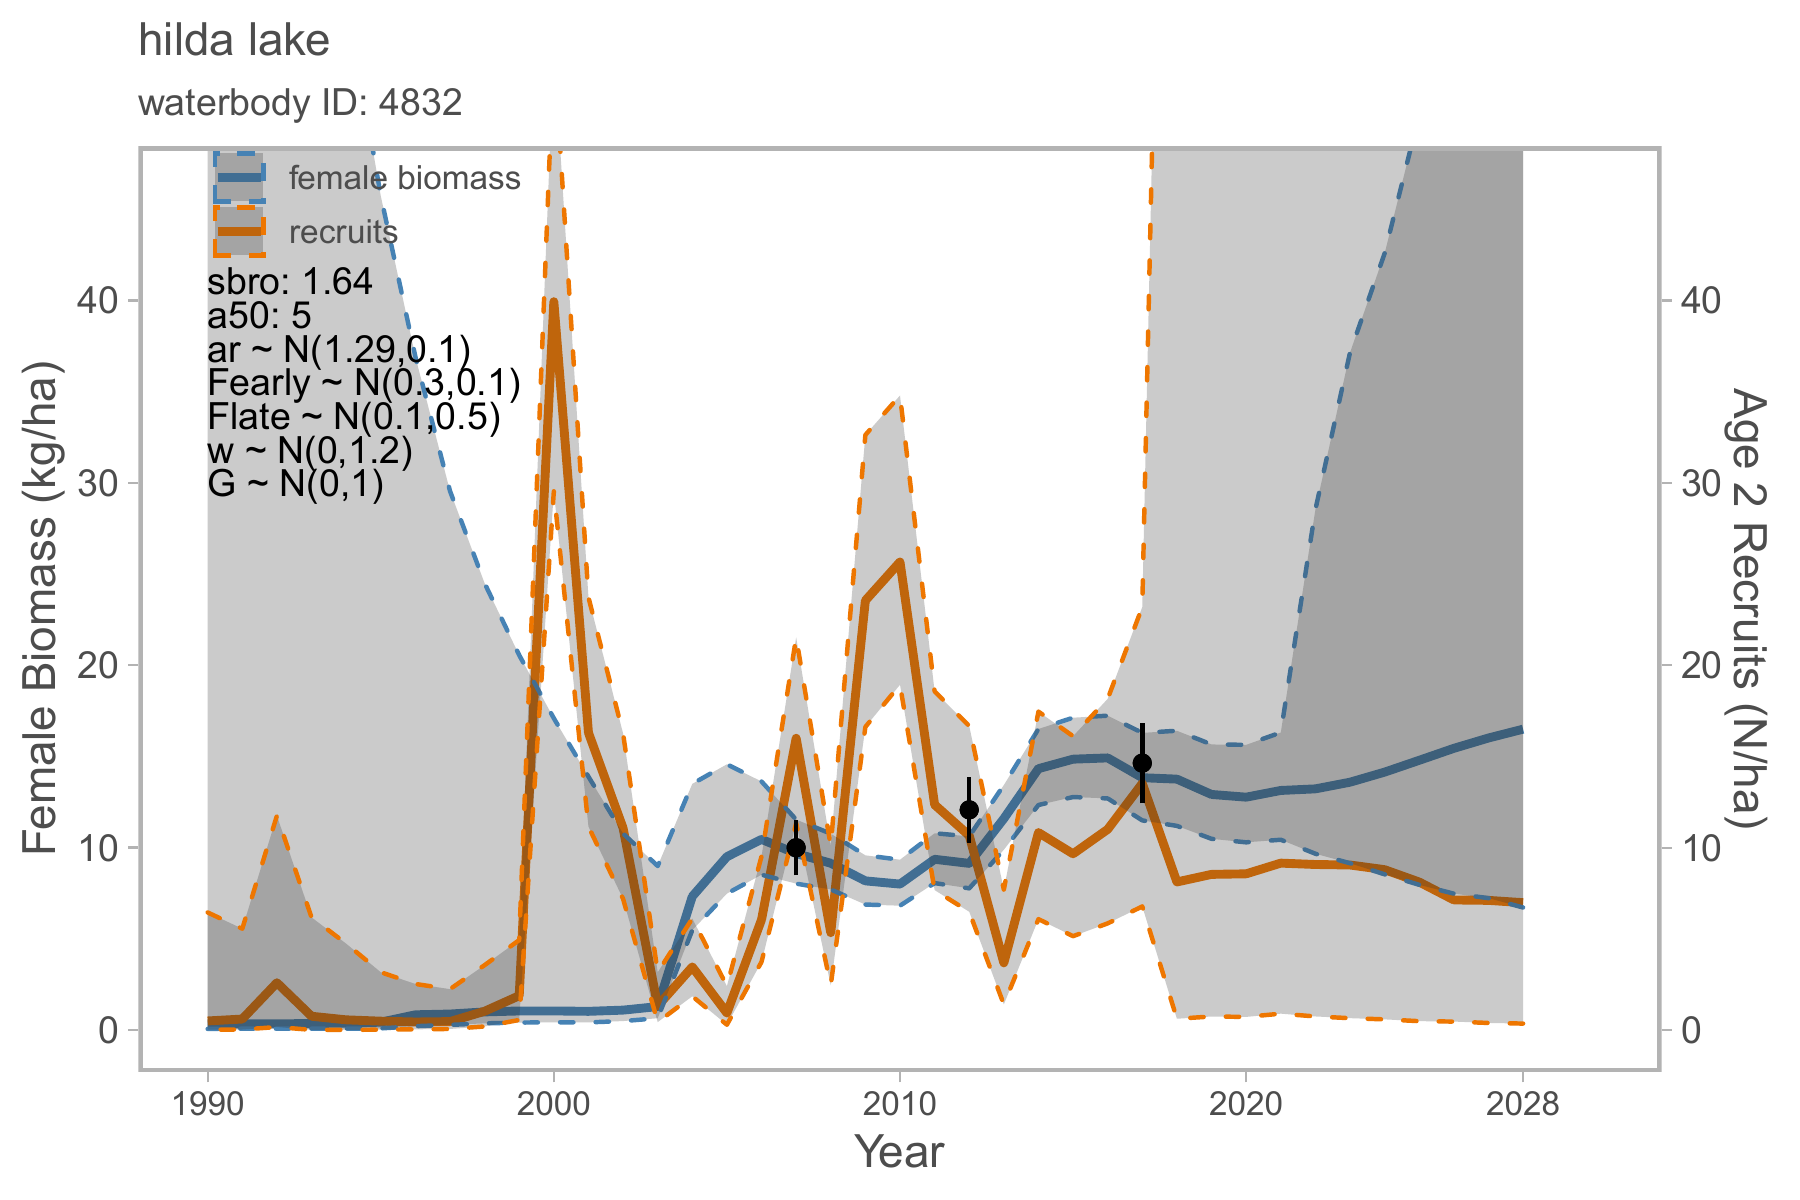 hilda lake
waterbody ID: 4832
female biomass
recruits
sbro: 1.64
a50: 5
ar ~ N(1.29,0.1)
Fearly ~ N(0.3,0.1)
Flate ~ N(0.1,0.5)
w ~ N(0,1.2)
G ~ N(0,1)
Female Biomass (kg/ha)
40
30
20
10
0
40
30
20
10
0
Age 2 Recruits (N/ha)
1990
2000
2010
2020
2028
Year